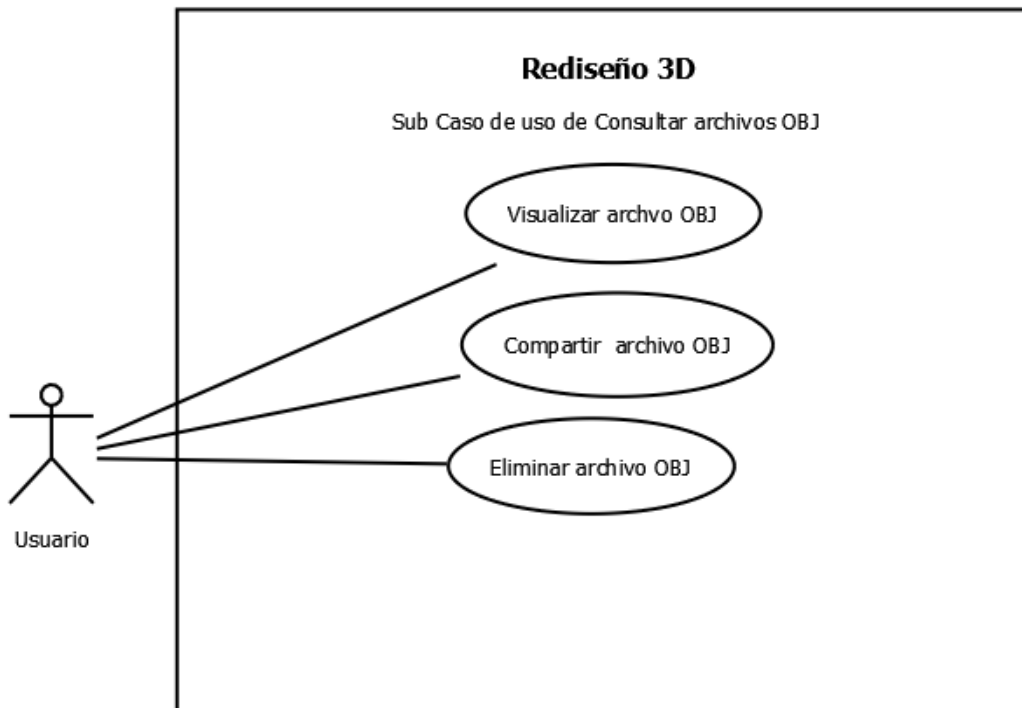 Rediseño 3D
Sub Caso de uso de Consultar archivos OBJ
Visualizar archvo OBJ
Compartir archivo OBJ
Eliminar archivo OBJ
Usuario